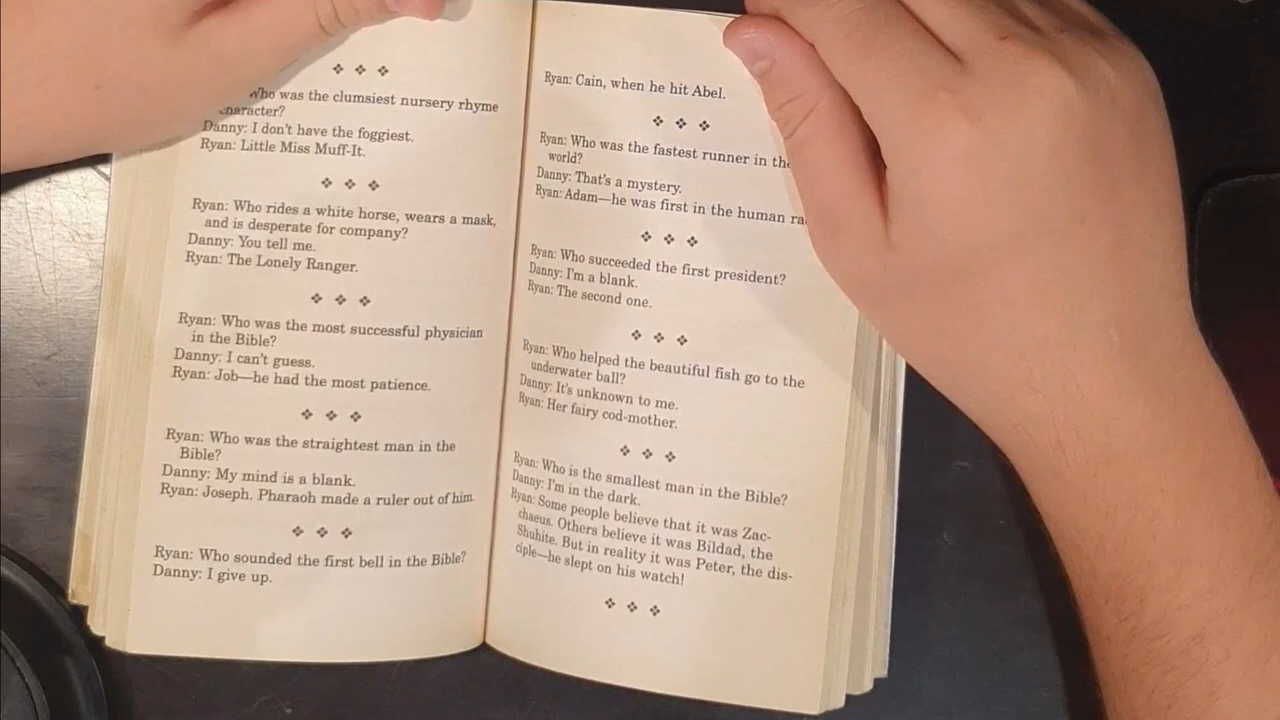 ❖ ❖ ❖
Who was the clumsiest nursery rhyme
character?
Danny: I don't have the foggiest.
Ryan: Little Miss Muff-It.
❖ ❖ ❖
Ryan: Who rides a white horse, wears a mask,
and is desperate for company?
Danny: You tell me.
Ryan: The Lonely Ranger.
❖ ❖ ❖
Ryan: Who was the most successful physician
in the Bible?
Danny: I can't guess.
Ryan: Job—he had the most patience.
❖ ❖ ❖
Ryan: Who was the straightest man in the
Bible?
Danny: My mind is a blank.
Ryan: Joseph. Pharaoh made a ruler out of him.
❖ ❖ ❖
Ryan: Who sounded the first bell in the Bible?
Danny: I give up.
Ryan: Cain, when he hit Abel.
❖ ❖ ❖
Ryan: Who was the fastest runner in the
world?
Danny: That's a mystery.
Ryan: Adam—he was first in the human
❖ ❖ ❖
Ryan: Who succeeded the first president?
Danny: I'm a blank.
Ryan: The second one.
❖ ❖ ❖
Ryan: Who helped the beautiful fish go to the
underwater ball?
Danny: It's unknown to me.
Ryan: Her fairy cod-mother.
❖ ❖ ❖
Ryan: Who is the smallest man in the Bible?
Danny: I'm in the dark.
Ryan: Some people believe that it was Zac-
chaeus. Others believe it was Bildad, the
Shuhite. But in reality it was Peter, the dis-
ciple—he slept on his watch!
❖ ❖ ❖